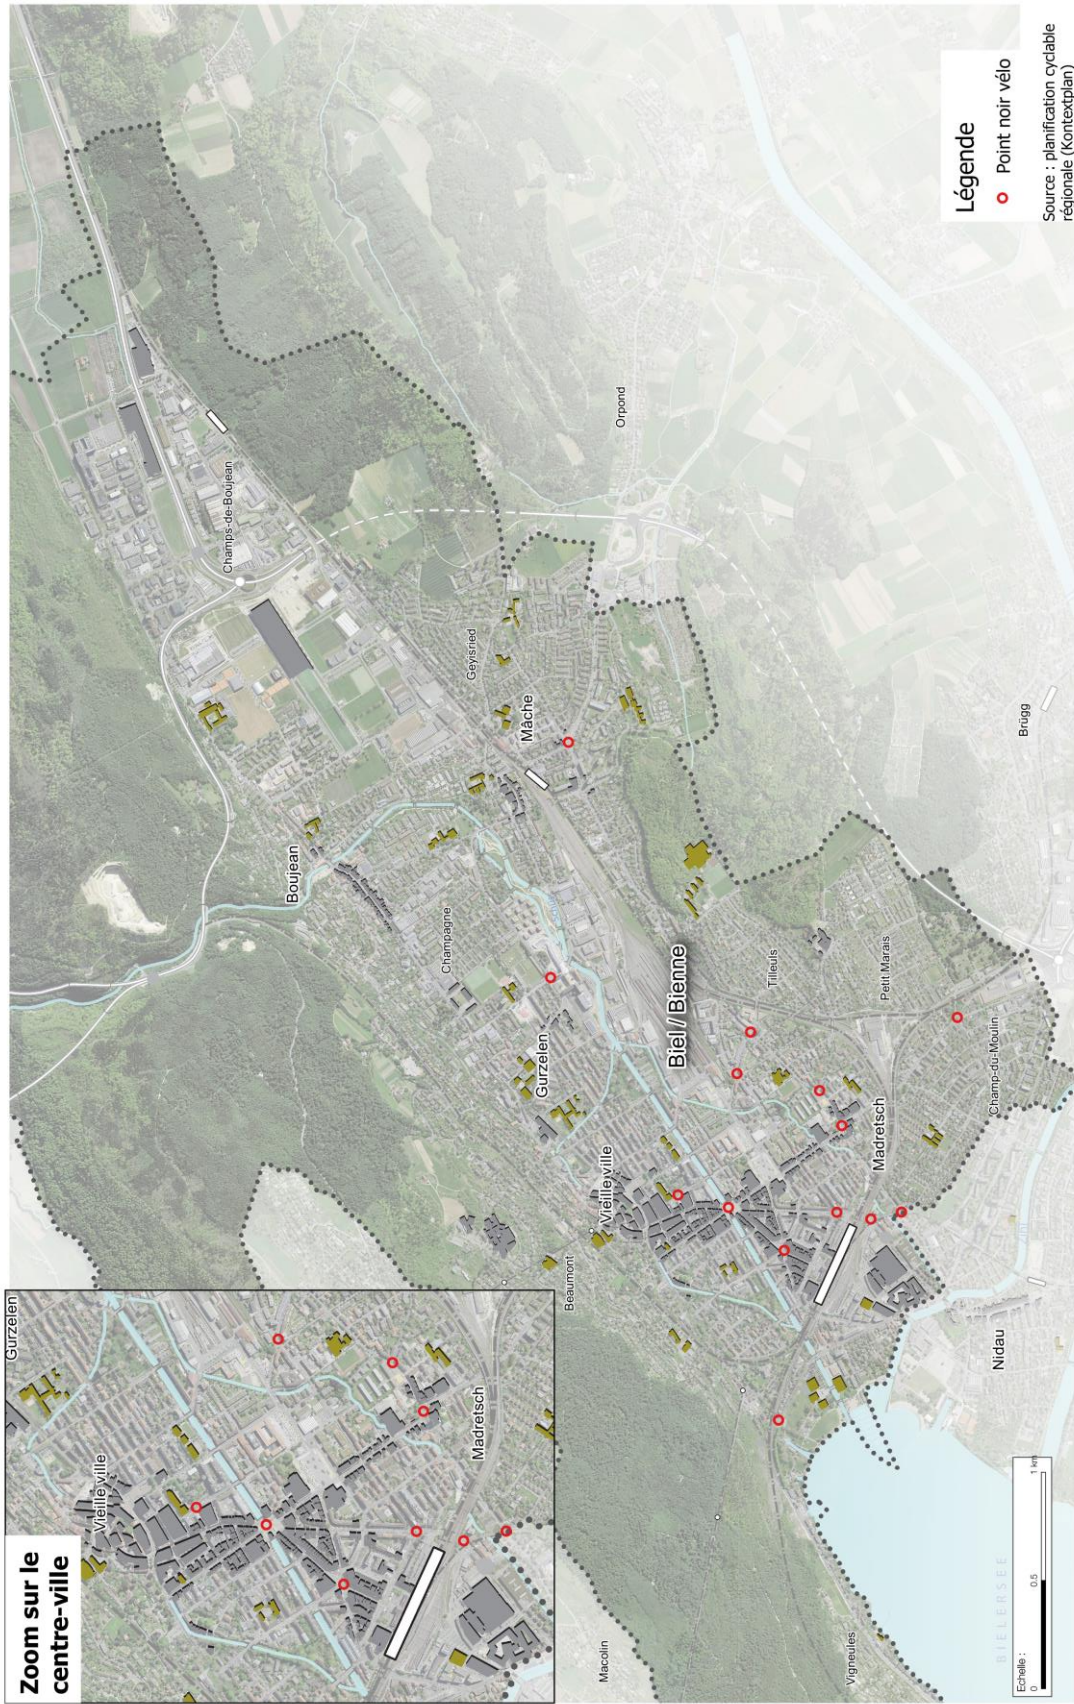 Zoom sur le
centre-ville
Gurzelen
Vieille ville
Madretsch
Légende
Point noir vélo
Source : planification cyclable
régionale (Kontextplan)
Champs-de-Boujean
Boujean
Champagne
Geyisried
Mâche
Orpond
Gurzelen
Biel / Bienne
Tilleuls
Petit Marais
Brügg
Vieille ville
Beaumont
Madretsch
Champ-du-Moulin
Nidau
Macolin
Vigneules
BIELERSEE
Echelle :
0 0.5 1 km